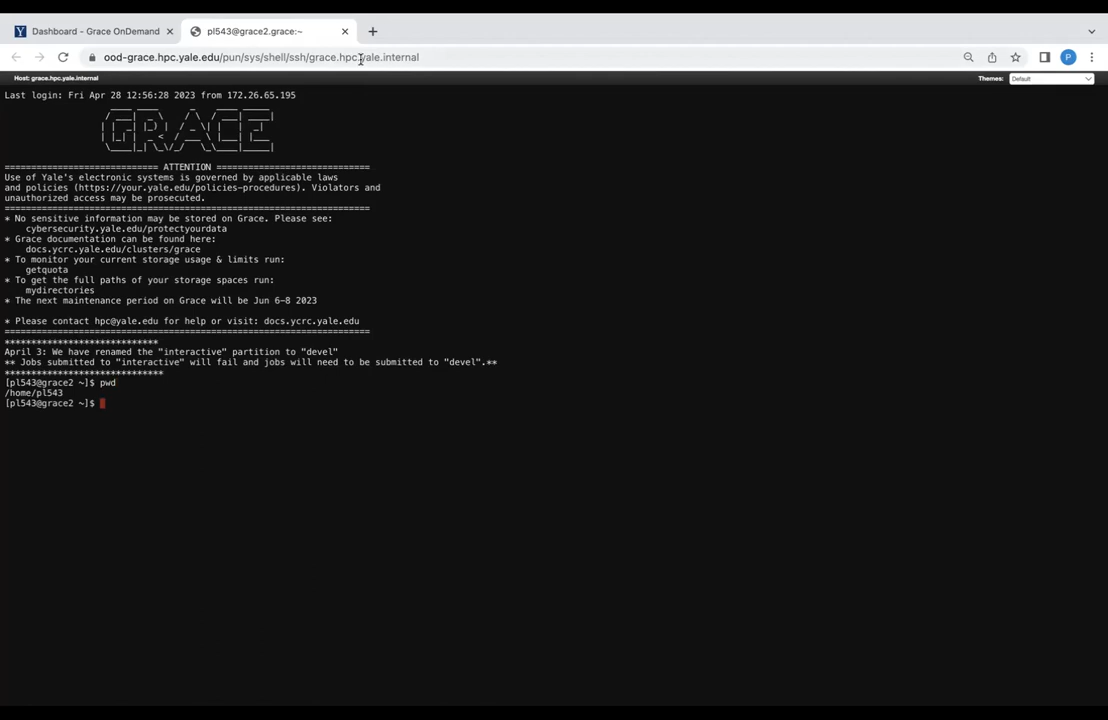 Dashboard - Grace OnDemand
pl543@grace2.grace:~
ood-grace.hpc.yale.edu/pun/sys/shell/ssh/grace.hpc.yale.internal
P
Host: grace.hpc.yale.internal
Themes:
Default
Last login: Fri Apr 28 12:56:28 2023 from 172.26.65.195
GRACE
============================= ATTENTION =============================
Use of Yale's electronic systems is governed by applicable laws
and policies (https://your.yale.edu/policies-procedures). Violators and
unauthorized access may be prosecuted.
======================================================================
* No sensitive information may be stored on Grace. Please see:
cybersecurity.yale.edu/protectyourdata
* Grace documentation can be found here:
docs.ycrc.yale.edu/clusters/grace
* To monitor your current storage usage & limits run:
getquota
* To get the full paths of your storage spaces run:
mydirectories
* The next maintenance period on Grace will be Jun 6-8 2023
* Please contact hpc@yale.edu for help or visit: docs.ycrc.yale.edu
======================================================================
*****************************
April 3: We have renamed the "interactive" partition to "devel"
** Jobs submitted to "interactive" will fail and jobs will need to be submitted to "devel".**
******************************
[pl543@grace2 ~]$ pwd
/home/pl543
[pl543@grace2 ~]$